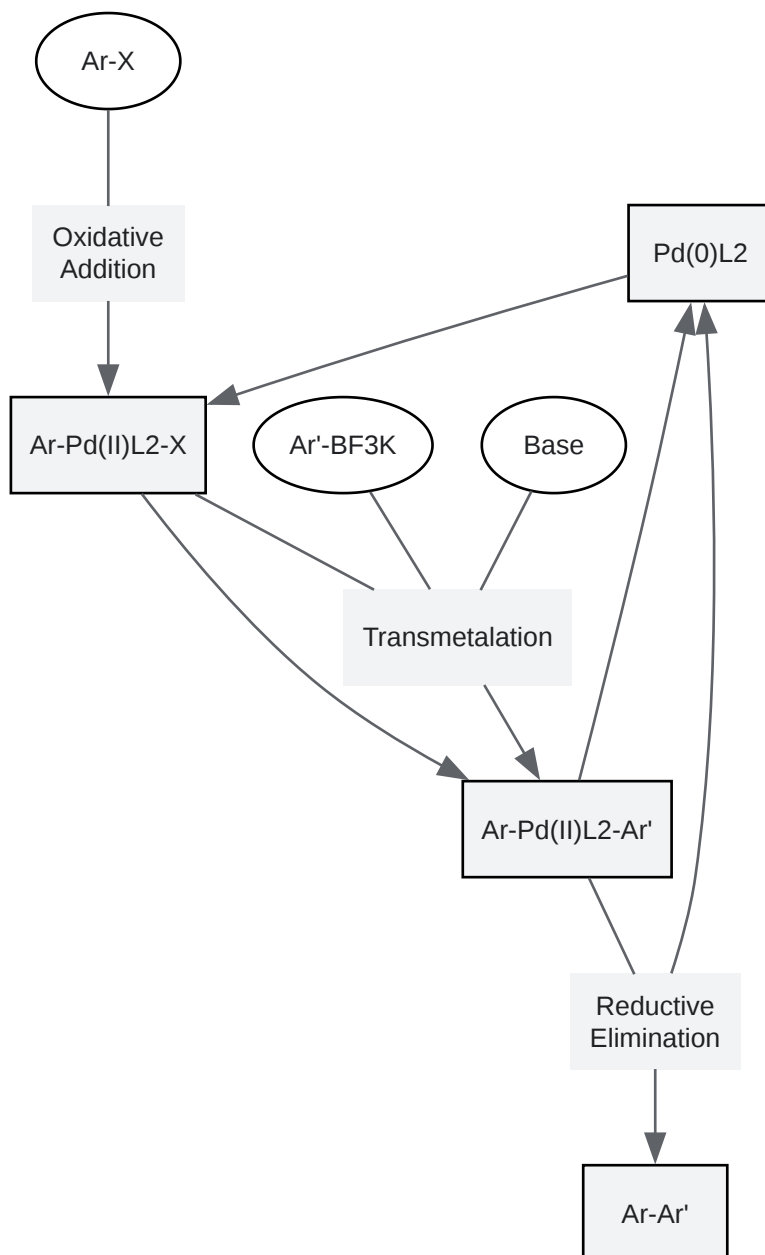 Ar-X
Oxidative
Addition
Pd(0)L2
Ar-Pd(II)L2-X
Ar'-BF3K
Base
Transmetalation
Ar-Pd(II)L2-Ar'
Reductive
Elimination
Ar-Ar'